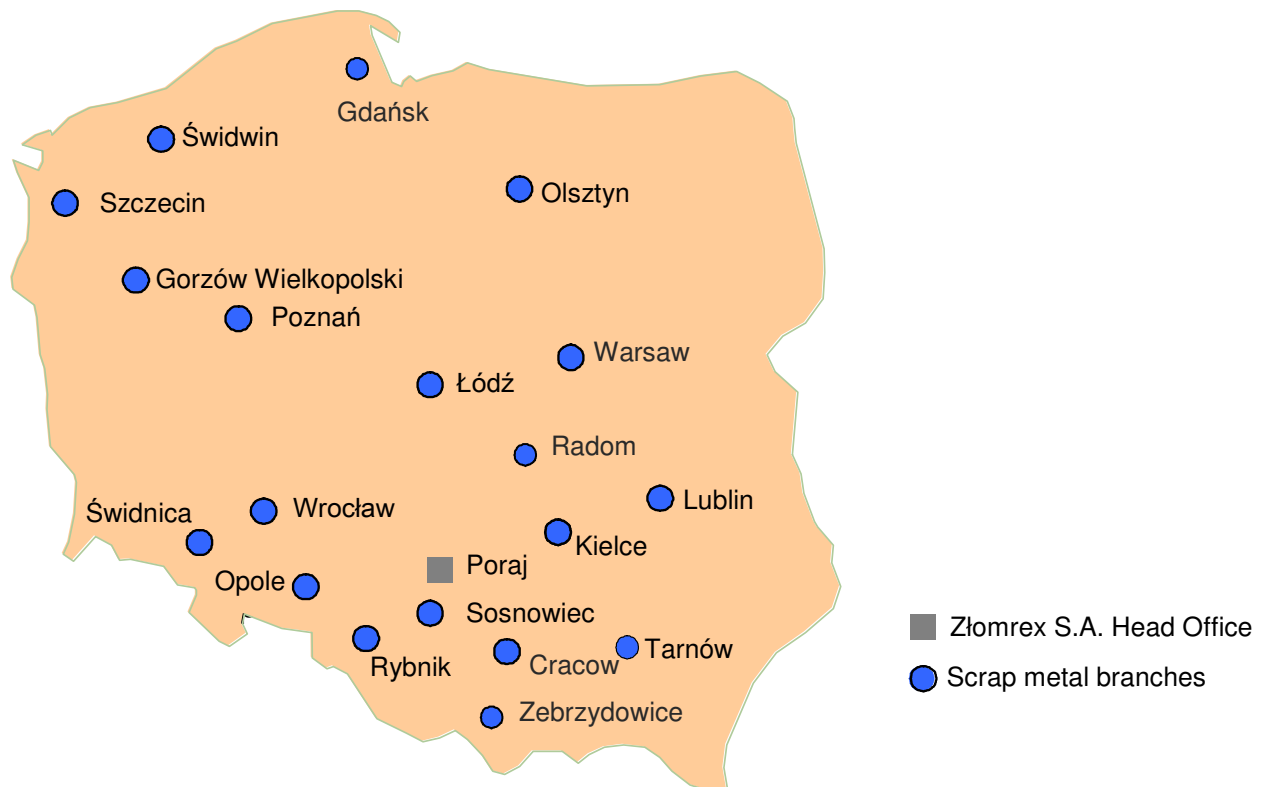 Gdańsk
Świdwin
Olsztyn
Szczecin
Gorzów Wielkopolski
Poznań
Warsaw
Łódź
Radom
Lublin
Wrocław
Świdnica
Kielce
Poraj
Opole
Sosnowiec
Tarnów
Cracow
Rybnik
Zebrzydowice
Złomrex S.A. Head Office
Scrap metal branches